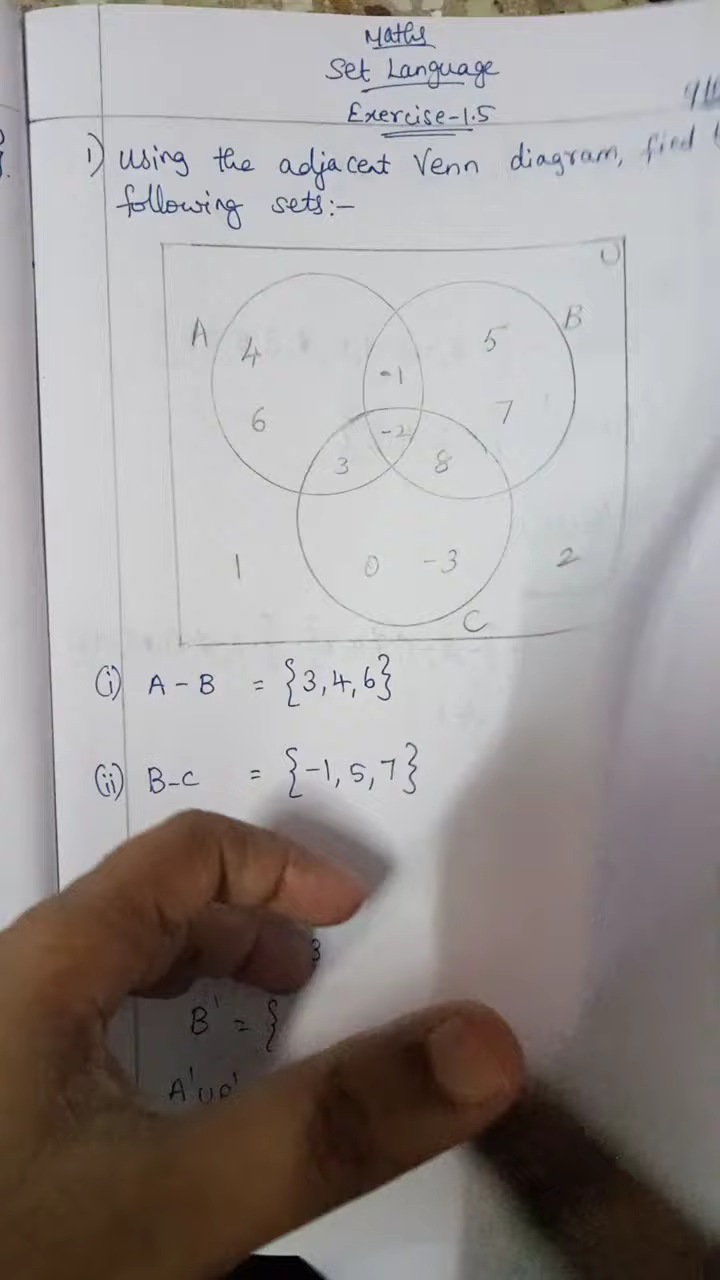 Maths
Set Language
Exercise-1.5
1) using the adjacent Venn diagram, find
following sets:-
U
A
B
4
5
-1
6
7
-2
3
8
1
0
-3
2
C
(i) A - B = {3,4,6}
(ii) B-C = {-1,5,7}
3
B' = {
A'U